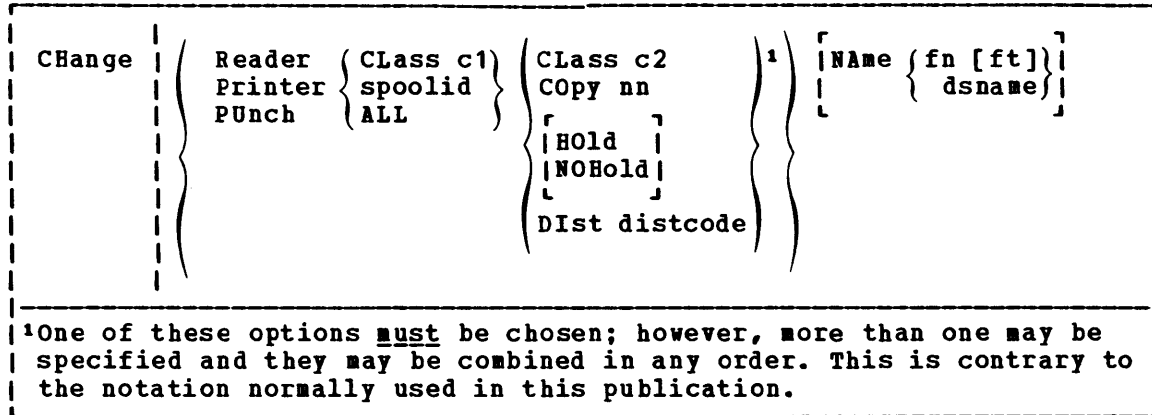 CHange Reader CLass c1 CLass c2 1 NAme fn [ft]
Printer spoolid COpy nn dsname
PUnch ALL
HOld
NOHold
DIst distcode
1One of these options must be chosen; however, more than one may be
specified and they may be combined in any order. This is contrary to
the notation normally used in this publication.